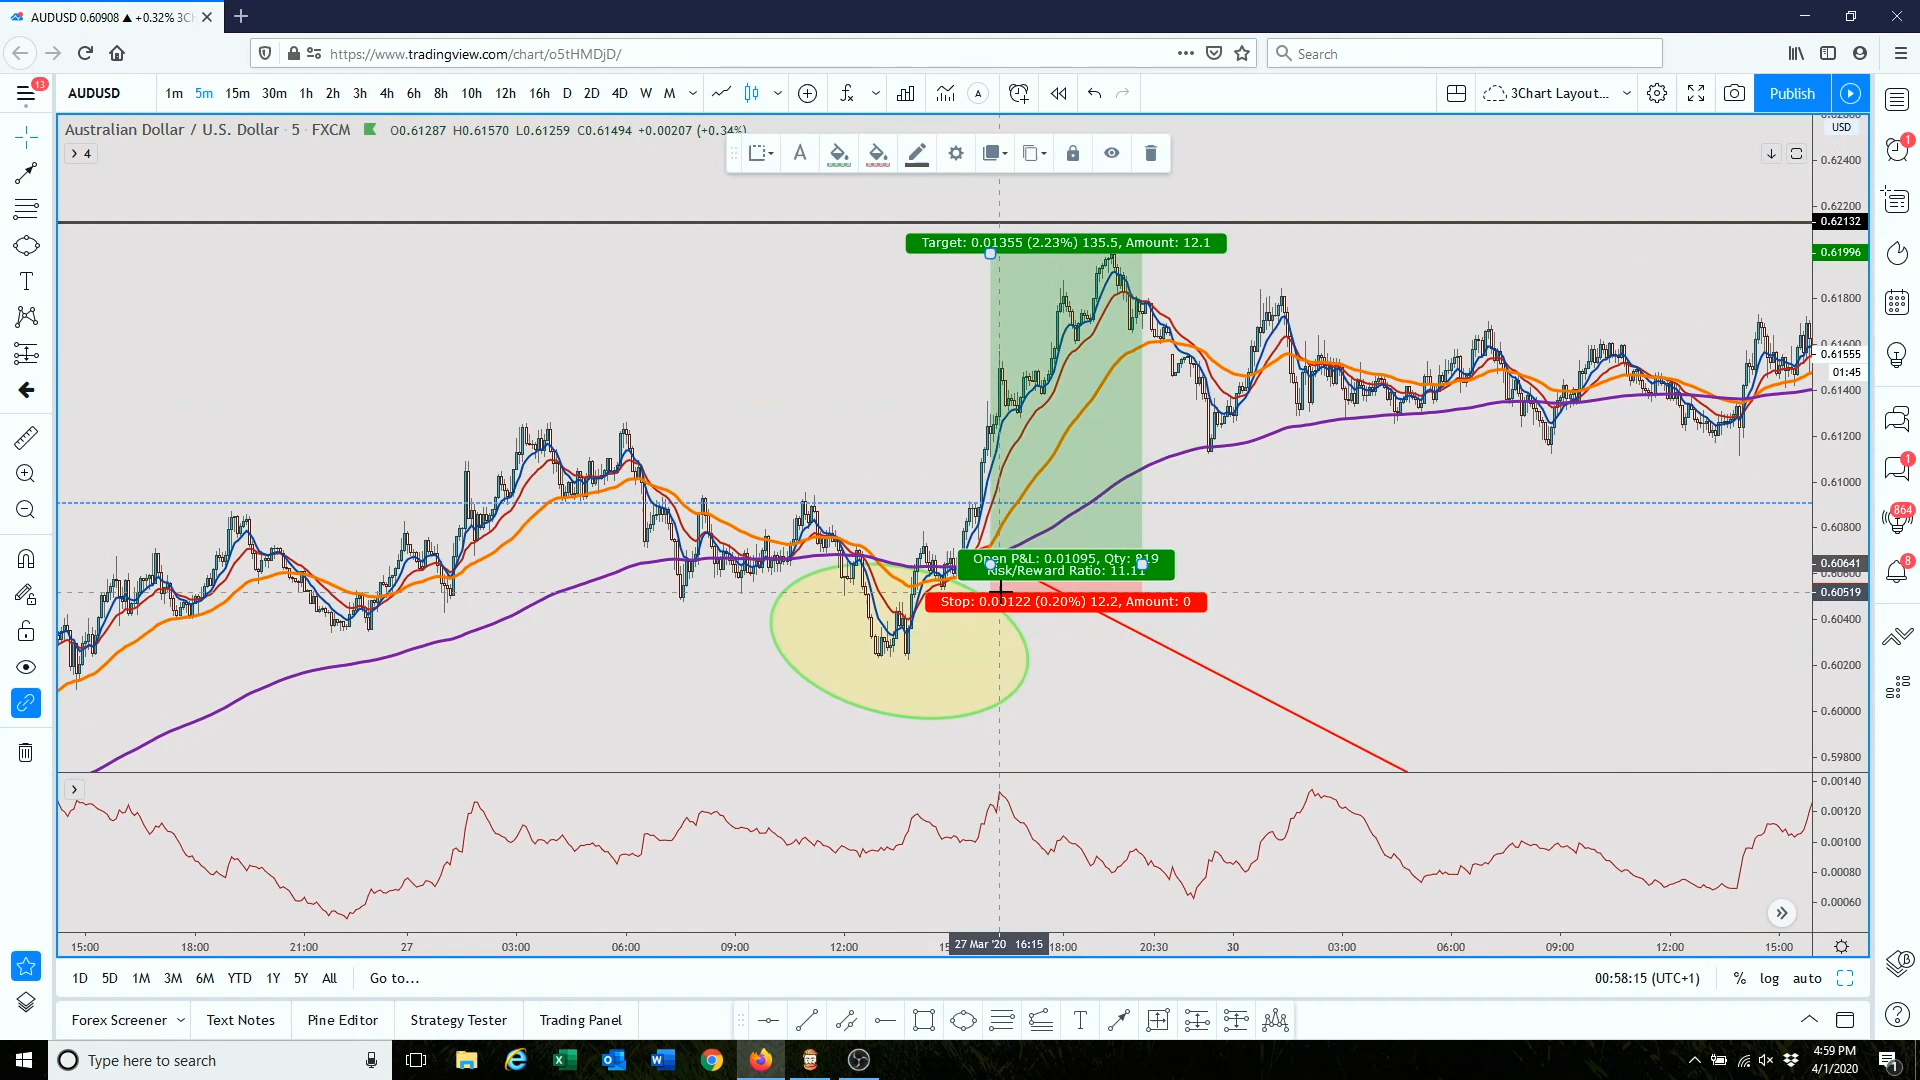 AUDUSD 0.60908 ▲ +0.32% 3Ch
https://www.tradingview.com/chart/o5tHMDjD/
Search
13
AUDUSD
1m 5m 15m 30m 1h 2h 3h 4h 6h 8h 10h 12h 16h D 2D 4D W M
3Chart Layout...
Publish
Australian Dollar / U.S. Dollar · 5 · FXCM
O0.61287 H0.61570 L0.61259 C0.61494 +0.00207 (+0.34%)
4
USD
0.62400
0.62200
0.62132
Target: 0.01355 (2.23%) 135.5, Amount: 12.1
0.61996
0.61800
0.61555
01:45
0.61400
0.61200
0.61000
0.60800
Open P&L: 0.01095, Qty: 819
Risk/Reward Ratio: 11.11
0.60641
0.60600
0.60519
Stop: 0.00122 (0.20%) 12.2, Amount: 0
0.60400
0.60200
0.60000
0.59800
0.00140
0.00120
0.00100
0.00080
0.00060
1
1
864
8
15:00 18:00 21:00 27 03:00 06:00 09:00 12:00 27 Mar '20 16:15 18:00 20:30 30 03:00 06:00 09:00 12:00 15:00
1D 5D 1M 3M 6M YTD 1Y 5Y All Go to...
00:58:15 (UTC+1) % log auto
Forex Screener Text Notes Pine Editor Strategy Tester Trading Panel
Type here to search
4:59 PM
4/1/2020
1